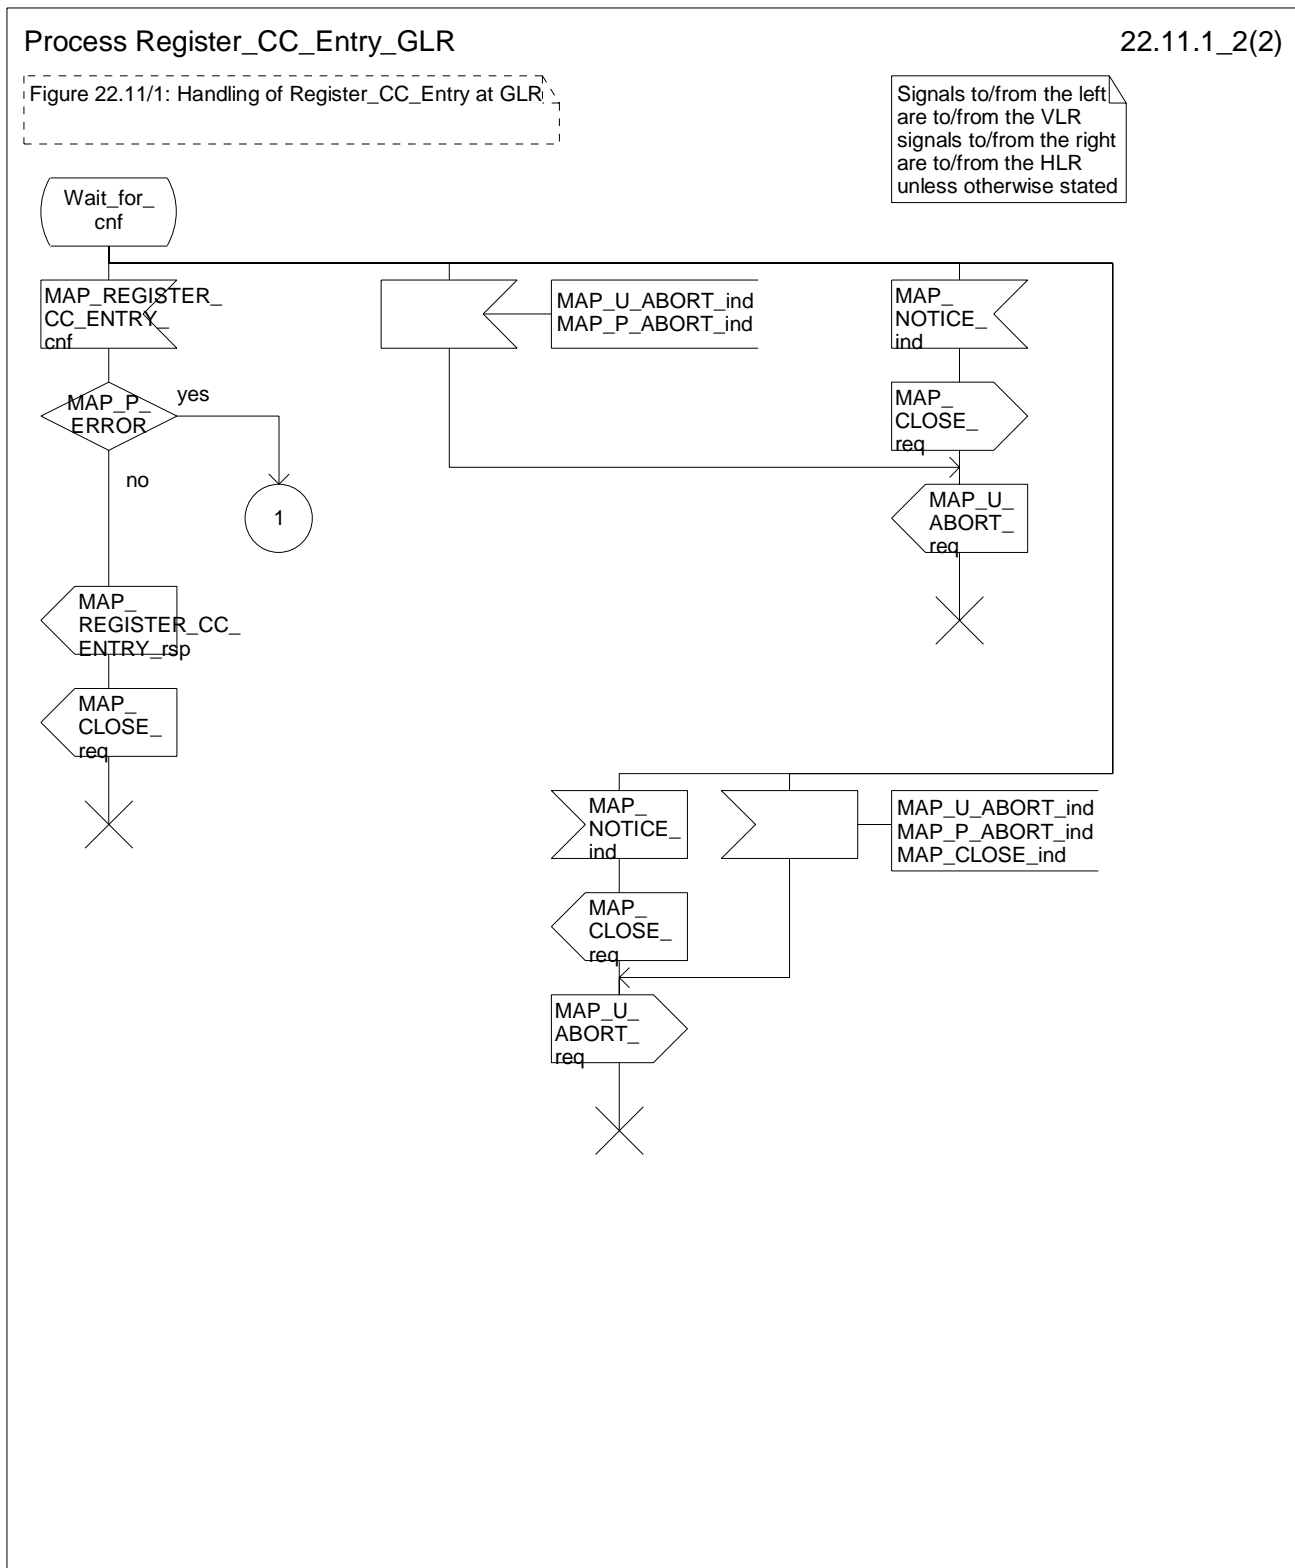 Process Register_CC_Entry_GLR
22.11.1_2(2)
Figure 22.11/1: Handling of Register_CC_Entry at GLR
Signals to/from the left
are to/from the VLR
signals to/from the right
are to/from the HLR
unless otherwise stated
Wait_for_
cnf
MAP_REGISTER_
CC_ENTRY_
cnf
MAP_U_ABORT_ind
MAP_P_ABORT_ind
MAP_
NOTICE_
ind
MAP_P_
ERROR
yes
no
1
MAP_
CLOSE_
req
MAP_U_
ABORT_
req
MAP_
REGISTER_CC_
ENTRY_rsp
MAP_
CLOSE_
req
MAP_
NOTICE_
ind
MAP_U_ABORT_ind
MAP_P_ABORT_ind
MAP_CLOSE_ind
MAP_
CLOSE_
req
MAP_U_
ABORT_
req